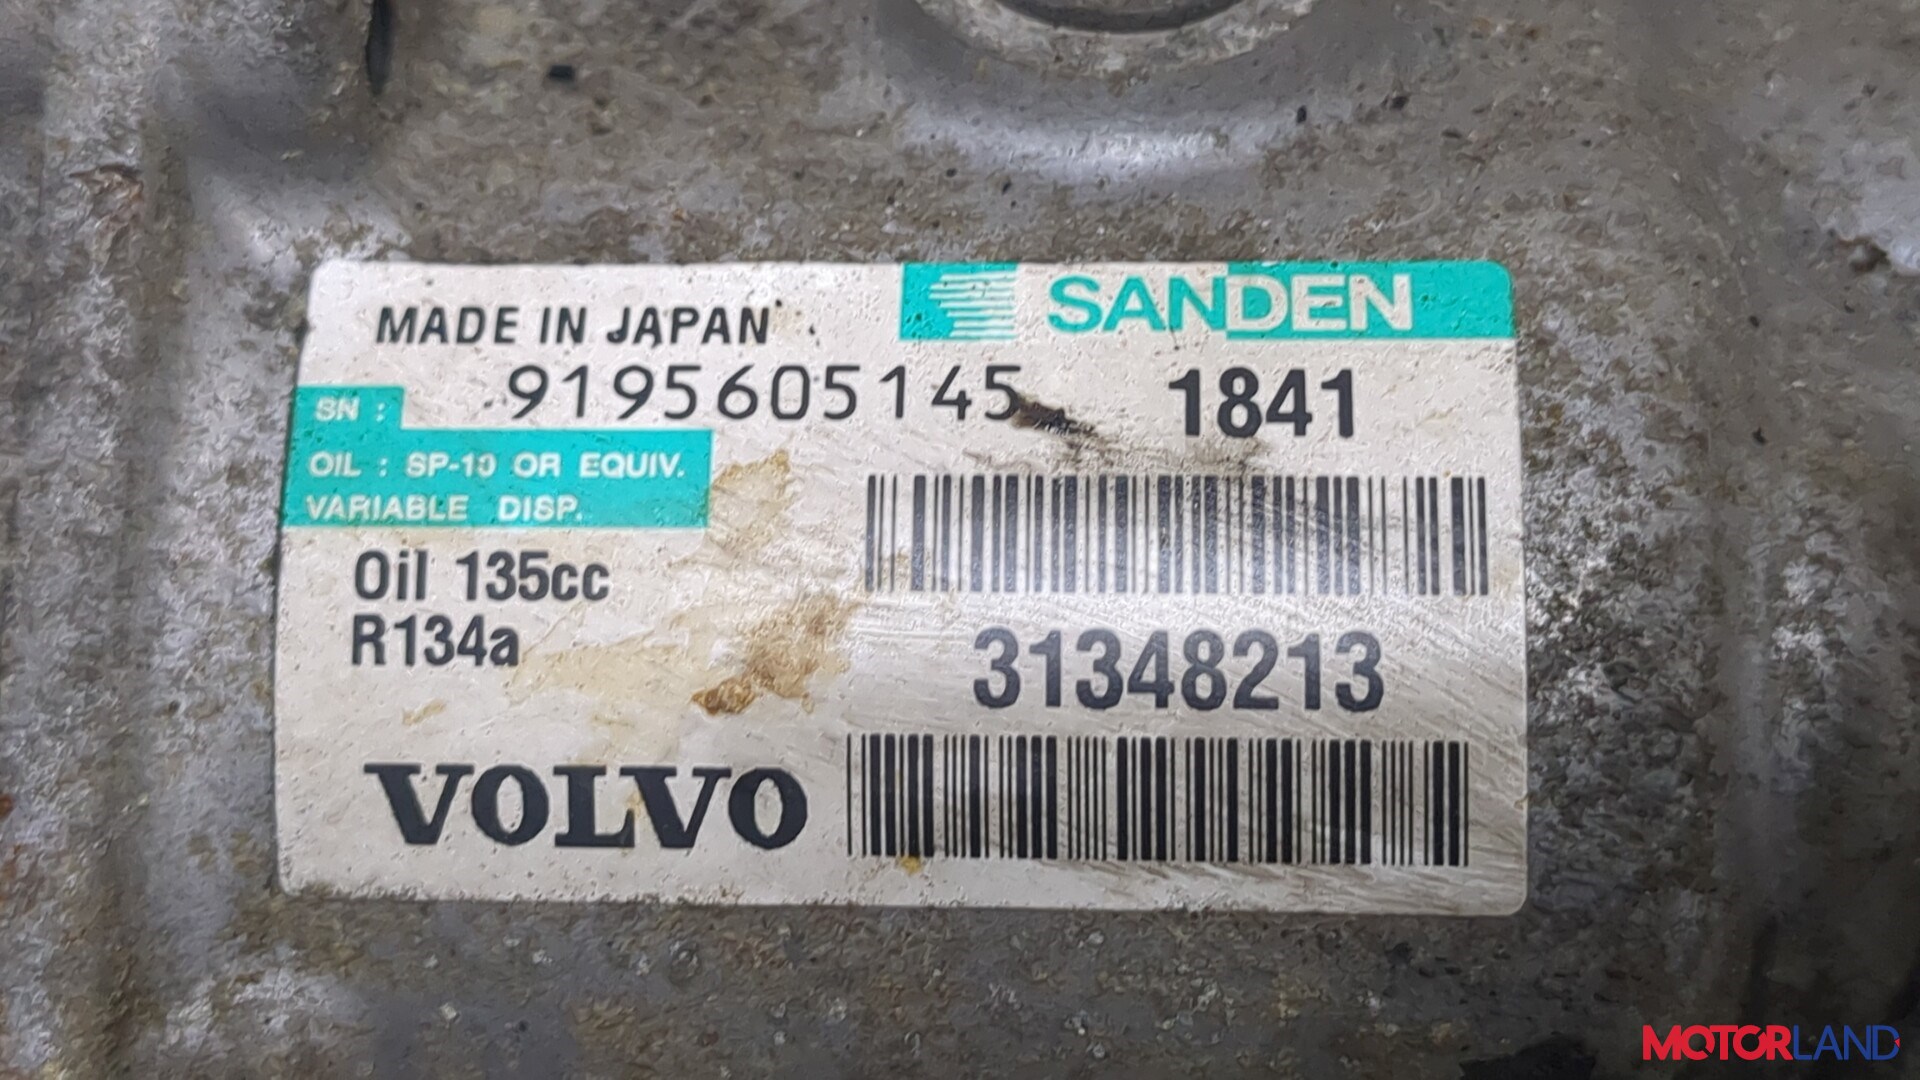 MADE IN JAPAN
SANDEN
SN : 9195605145 1841
OIL : SP-10 OR EQUIV.
VARIABLE DISP.
Oil 135cc
R134a
31348213
VOLVO
MOTORLAND